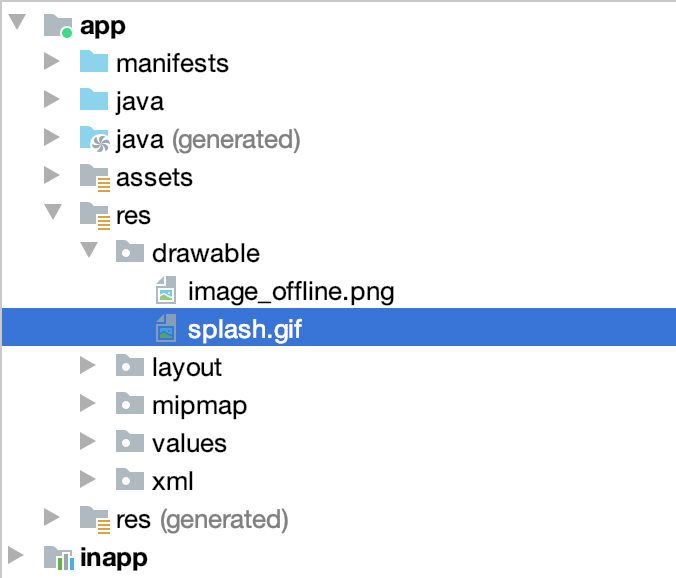 app
manifests
java
java (generated)
assets
res
drawable
image_offline.png
splash.gif
layout
mipmap
values
xml
res (generated)
inapp